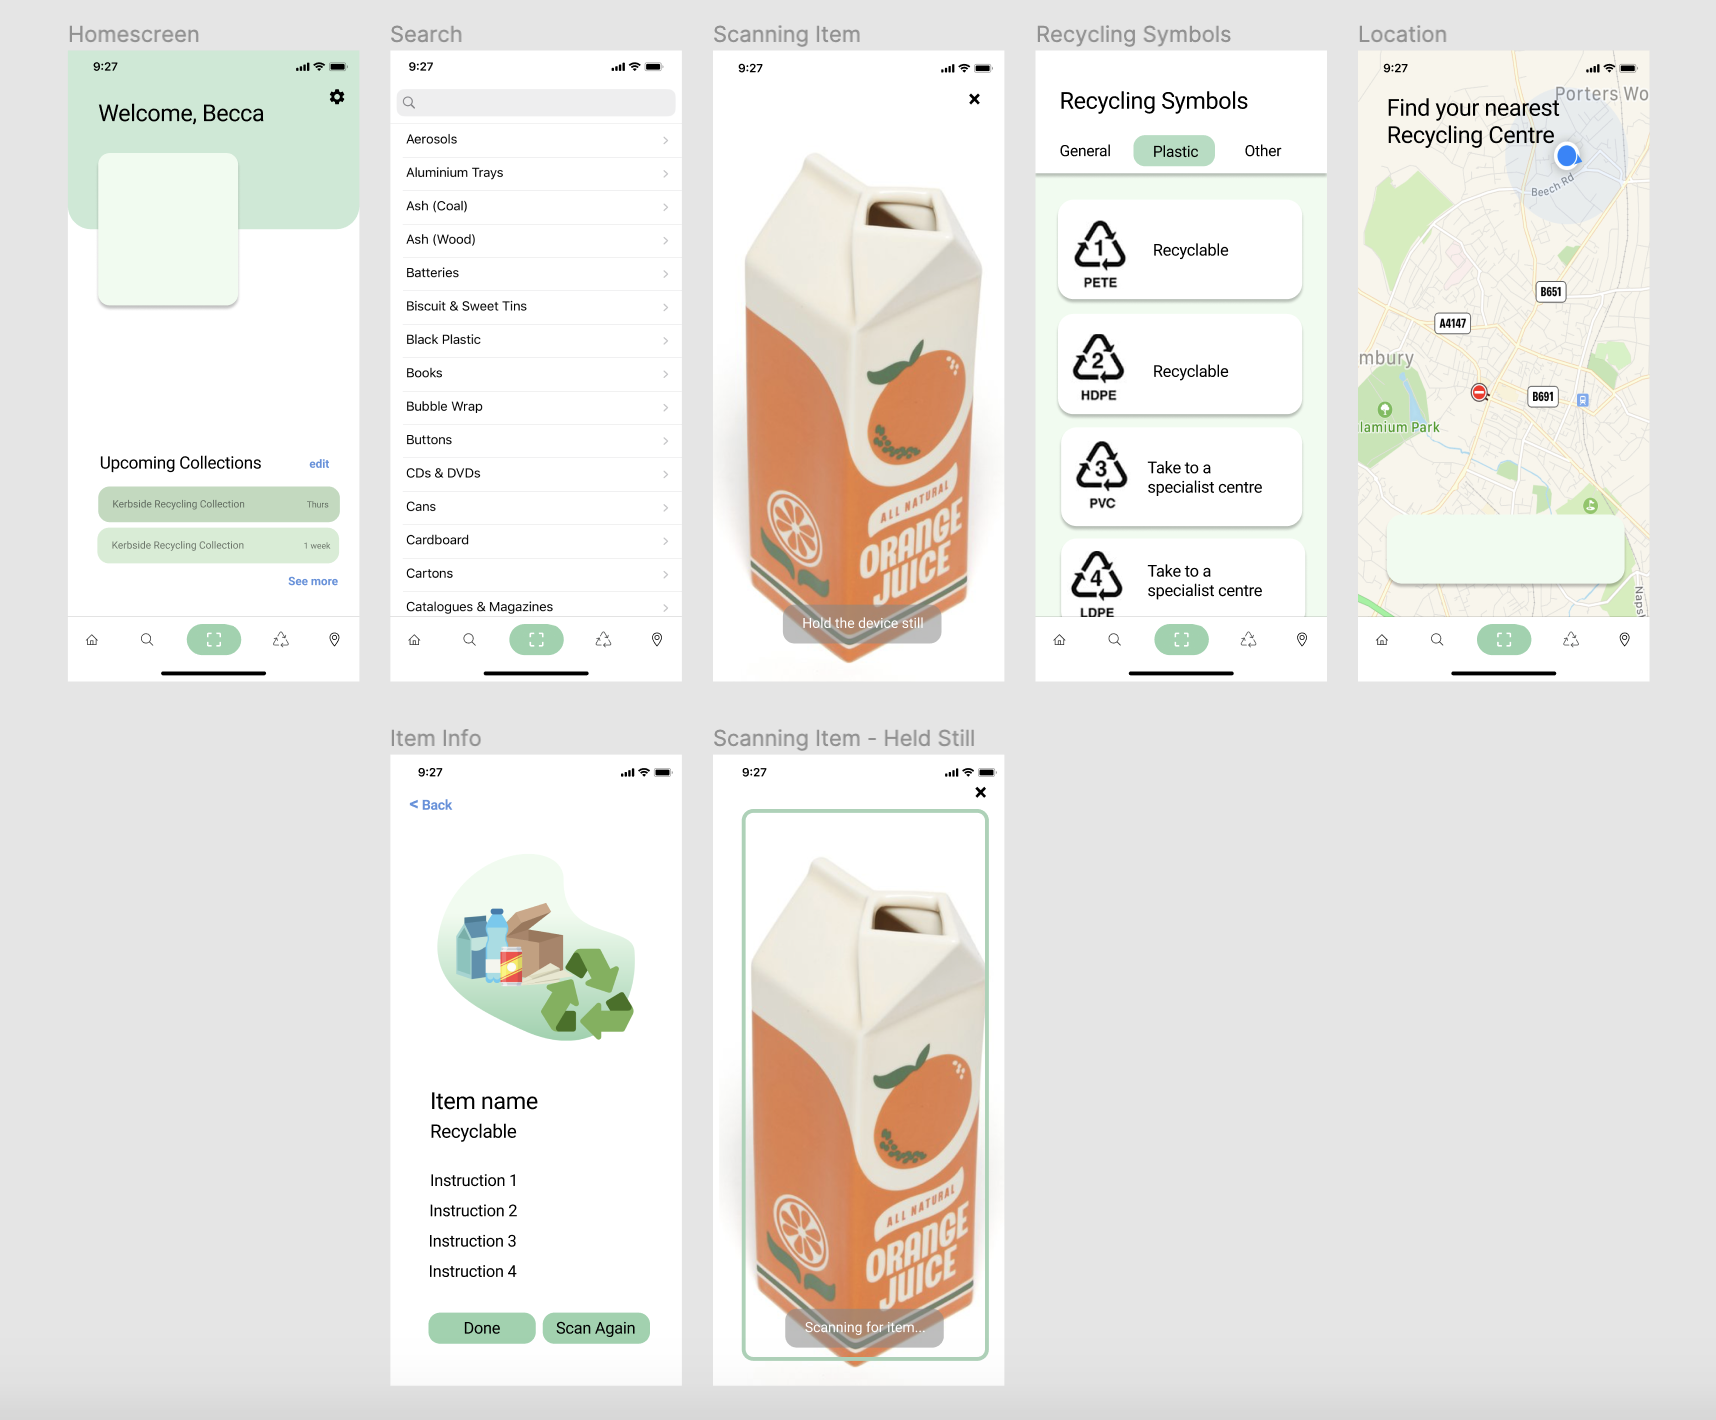 Homescreen
9:27
Welcome, Becca
Upcoming Collections
edit
Kerbside Recycling Collection
Thurs
Kerbside Recycling Collection
1 week
See more
Search
9:27
Aerosols
Aluminium Trays
Ash (Coal)
Ash (Wood)
Batteries
Biscuit & Sweet Tins
Black Plastic
Books
Bubble Wrap
Buttons
CDs & DVDs
Cans
Cardboard
Cartons
Catalogues & Magazines
Scanning Item
9:27
ALL NATURAL
ORANGE
JUICE
Hold the device still
Recycling Symbols
9:27
Recycling Symbols
General
Plastic
Other
1
PETE
Recyclable
2
HDPE
Recyclable
3
PVC
Take to a
specialist centre
4
LDPE
Take to a
specialist centre
Location
9:27
Porters Wo
Find your nearest
Recycling Centre
Beech Rd
B651
A4147
mbury
B691
lamium Park
Naps
Item Info
9:27
< Back
Item name
Recyclable
Instruction 1
Instruction 2
Instruction 3
Instruction 4
Done
Scan Again
Scanning Item - Held Still
9:27
ALL NATURAL
ORANGE
JUICE
Scanning for item...